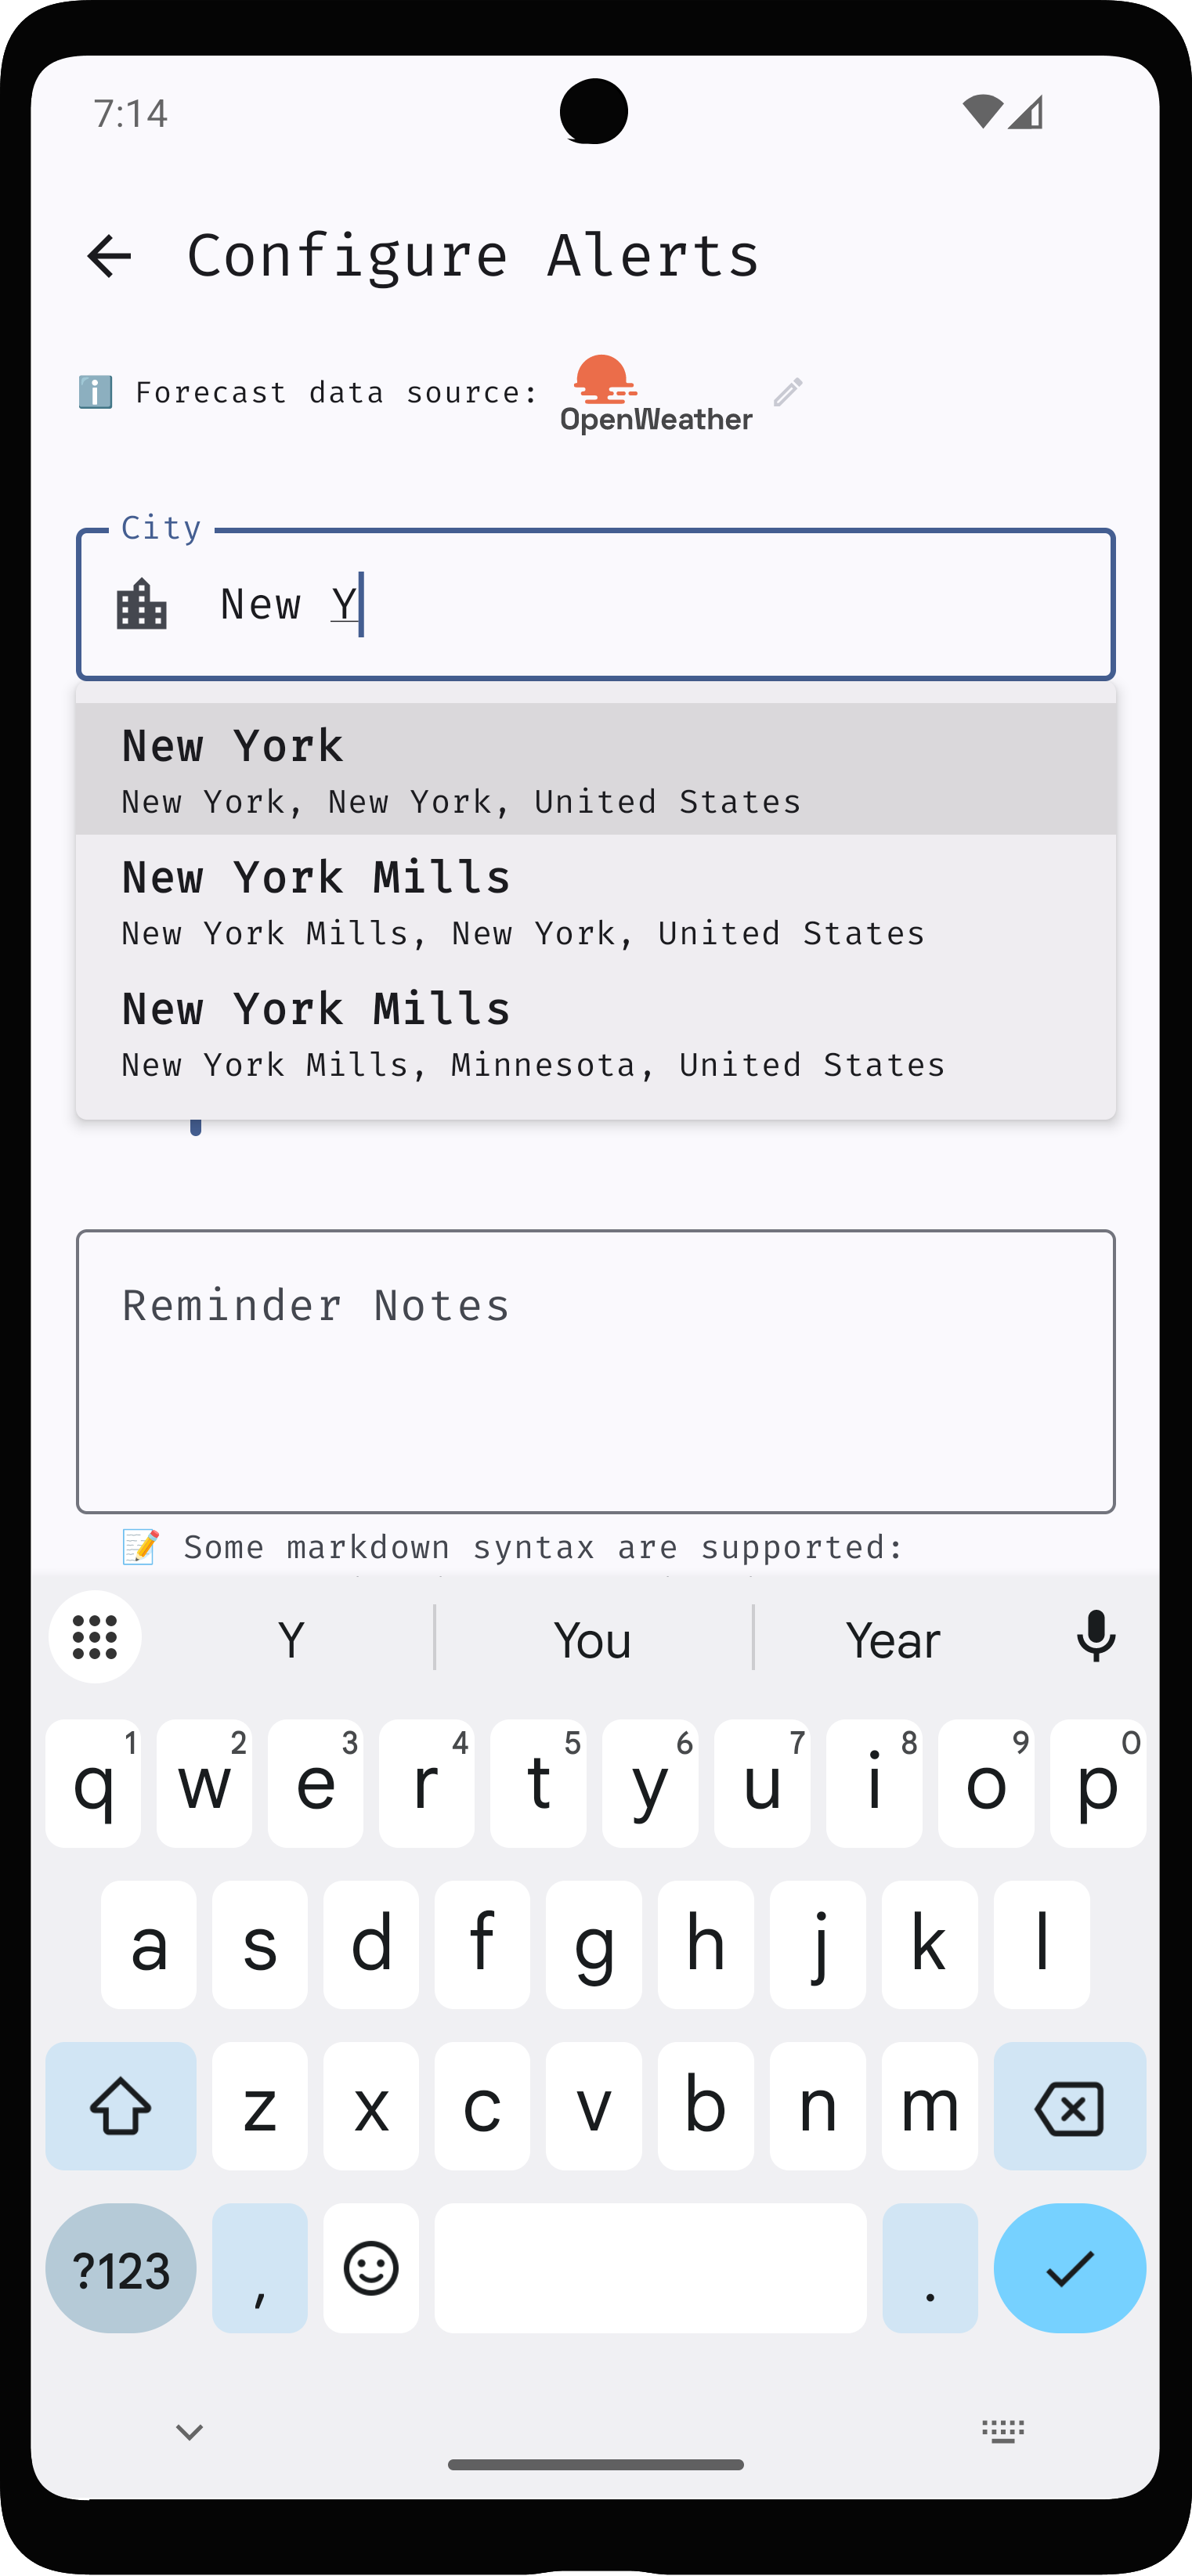 7:14
Configure Alerts
Forecast data source:
OpenWeather
City
New Y
New York
New York, New York, United States
New York Mills
New York Mills, New York, United States
New York Mills
New York Mills, Minnesota, United States
Reminder Notes
📝 Some markdown syntax are supported:
Y You Year
1 2 3 4 5 6 7 8 9 0
q w e r t y u i o p
a s d f g h j k l
z x c v b n m
?123 , .